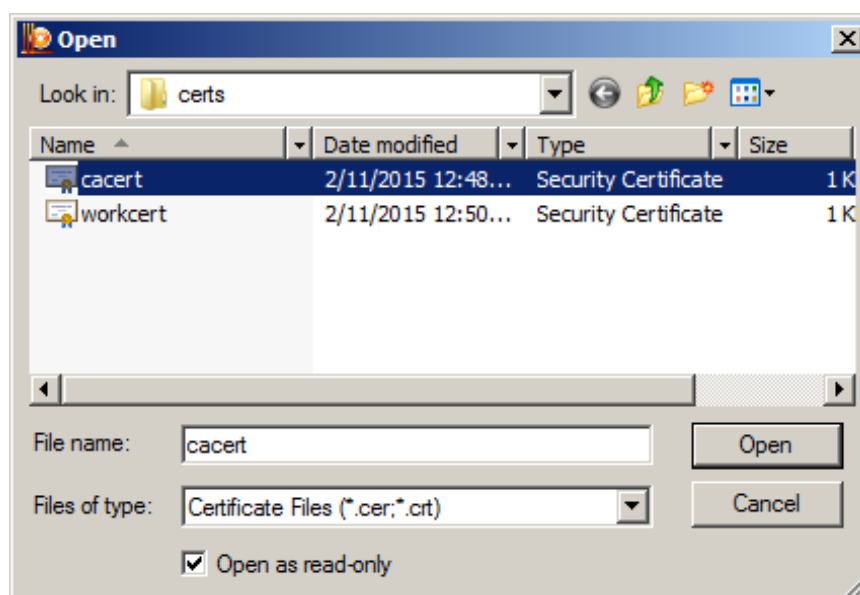 Open
Look in: certs
Name Date modified Type Size
cacert 2/11/2015 12:48... Security Certificate 1 K
workcert 2/11/2015 12:50... Security Certificate 1 K
File name: cacert Open
Files of type: Certificate Files (*.cer;*.crt) Cancel
Open as read-only